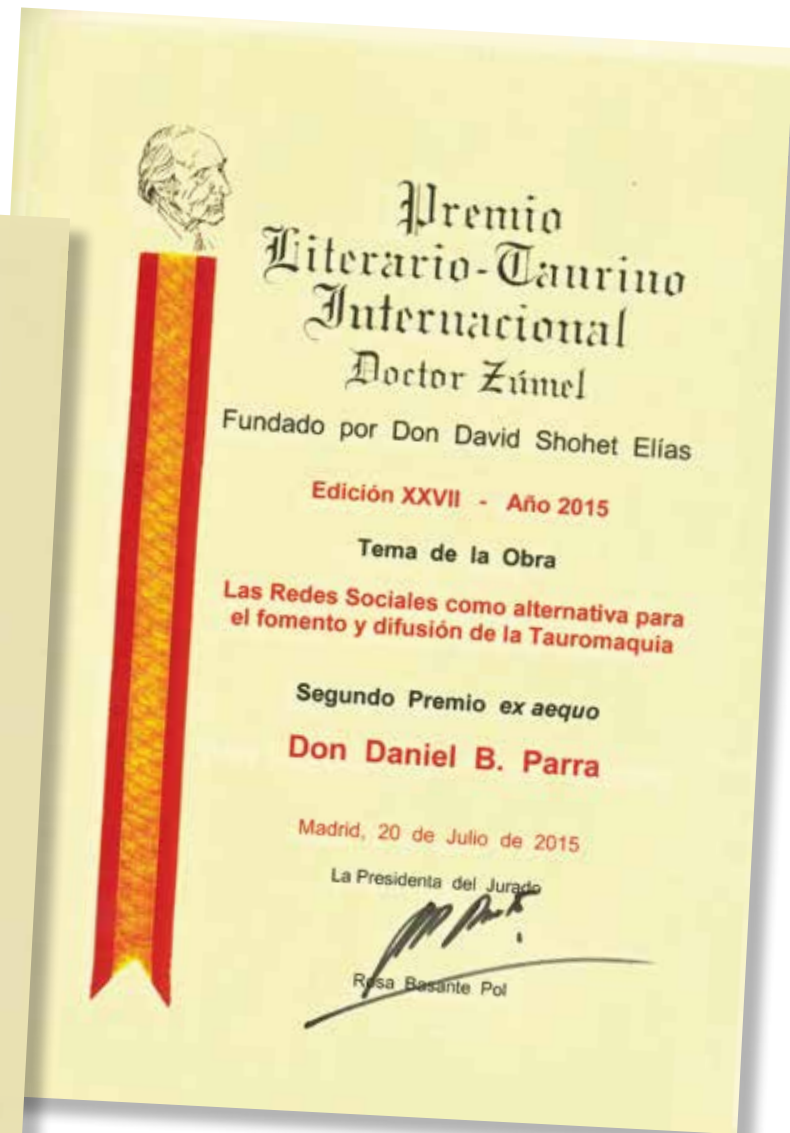 Premio
Literario-Taurino
Internacional
Doctor Zúmel
Fundado por Don David Shohet Elías
Edición XXVII - Año 2015
Tema de la Obra
Las Redes Sociales como alternativa para
el fomento y difusión de la Tauromaquia
Segundo Premio ex aequo
Don Daniel B. Parra
Madrid, 20 de Julio de 2015
La Presidenta del Jurado
Rosa Basante Pol